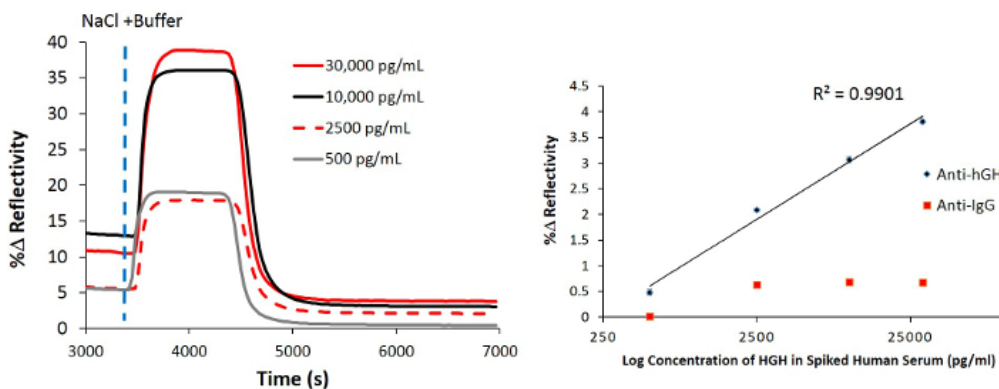 NaCl +Buffer
40
35
30
25
20
15
10
5
0
%Δ Reflectivity
30,000 pg/mL
10,000 pg/mL
2500 pg/mL
500 pg/mL
3000 4000 5000 6000 7000
Time (s)
R² = 0.9901
4.5
4
3.5
3
2.5
2
1.5
1
0.5
0
%Δ Reflectivity
Anti-hGH
Anti-IgG
250 2500 25000
Log Concentration of HGH in Spiked Human Serum (pg/ml)